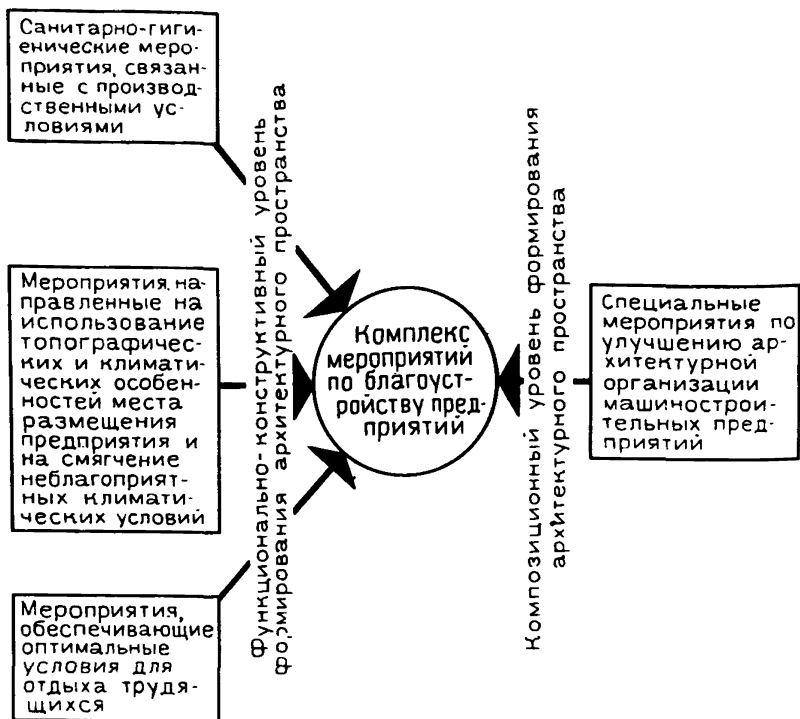 Санитарно-гиги-
енические меро-
приятия, связан-
ные с производ-
ственными ус-
ловиями
Мероприятия, на-
правленные на
использование
топографичес-
ких и климати-
ческих особен-
ностей места
размещения
предприятия и
на смягчение
неблагоприят-
ных климати-
ческих условий
Мероприятия,
обеспечивающие
оптимальные
условия для
отдыха трудя-
щихся
Функционально-конструктивный уровень
формирования архитектурного пространства
Комплекс
мероприятий
по благоуст-
ройству пред-
приятий
Композиционный уровень формирования
архитектурного пространства
Специальные
мероприятия по
улучшению ар-
хитектурной
организации
машинострои-
тельных пред-
приятий